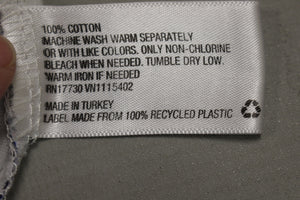 100% COTTON
MACHINE WASH WARM SEPARATELY
OR WITH LIKE COLORS. ONLY NON-CHLORINE
BLEACH WHEN NEEDED. TUMBLE DRY LOW.
WARM IRON IF NEEDED
RN17730 VN1115402
MADE IN TURKEY
LABEL MADE FROM 100% RECYCLED PLASTIC